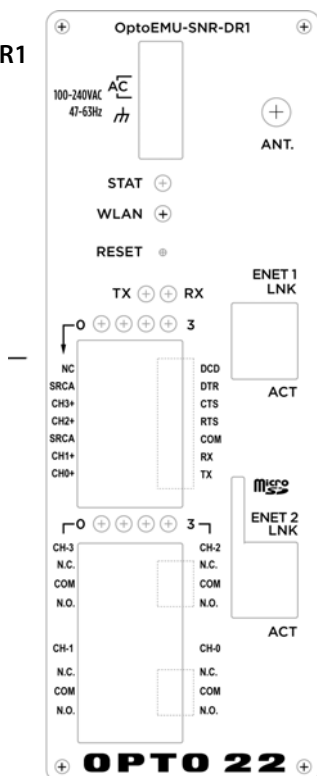 OptoEMU-SNR-DR1
R1
100-240VAC AC
47-63Hz
ANT.
STAT
WLAN
RESET
TX RX
ENET 1
LNK
ACT
0 3
NC DCD
SRCA DTR
CH3+ CTS
CH2+ RTS
SRCA COM
CH1+ RX
CH0+ TX
micro SD
ENET 2
LNK
ACT
0 3
CH-3 CH-2
N.C. N.C.
COM COM
N.O. N.O.
CH-1 CH-0
N.C. N.C.
COM COM
N.O. N.O.
OPTO 22